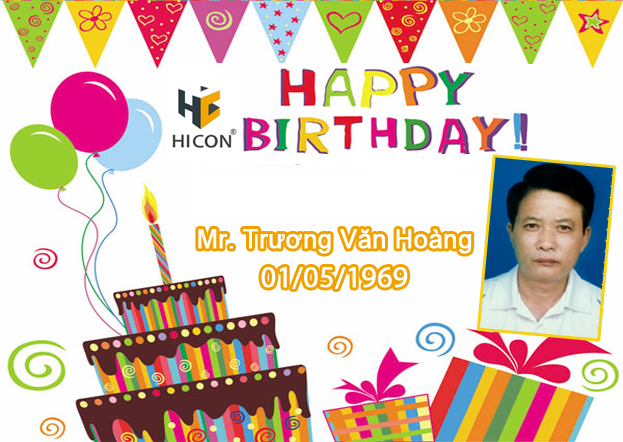 HICON®
HAPPY
BIRTHDAY!!
Mr. Trương Văn Hoàng
01/05/1969